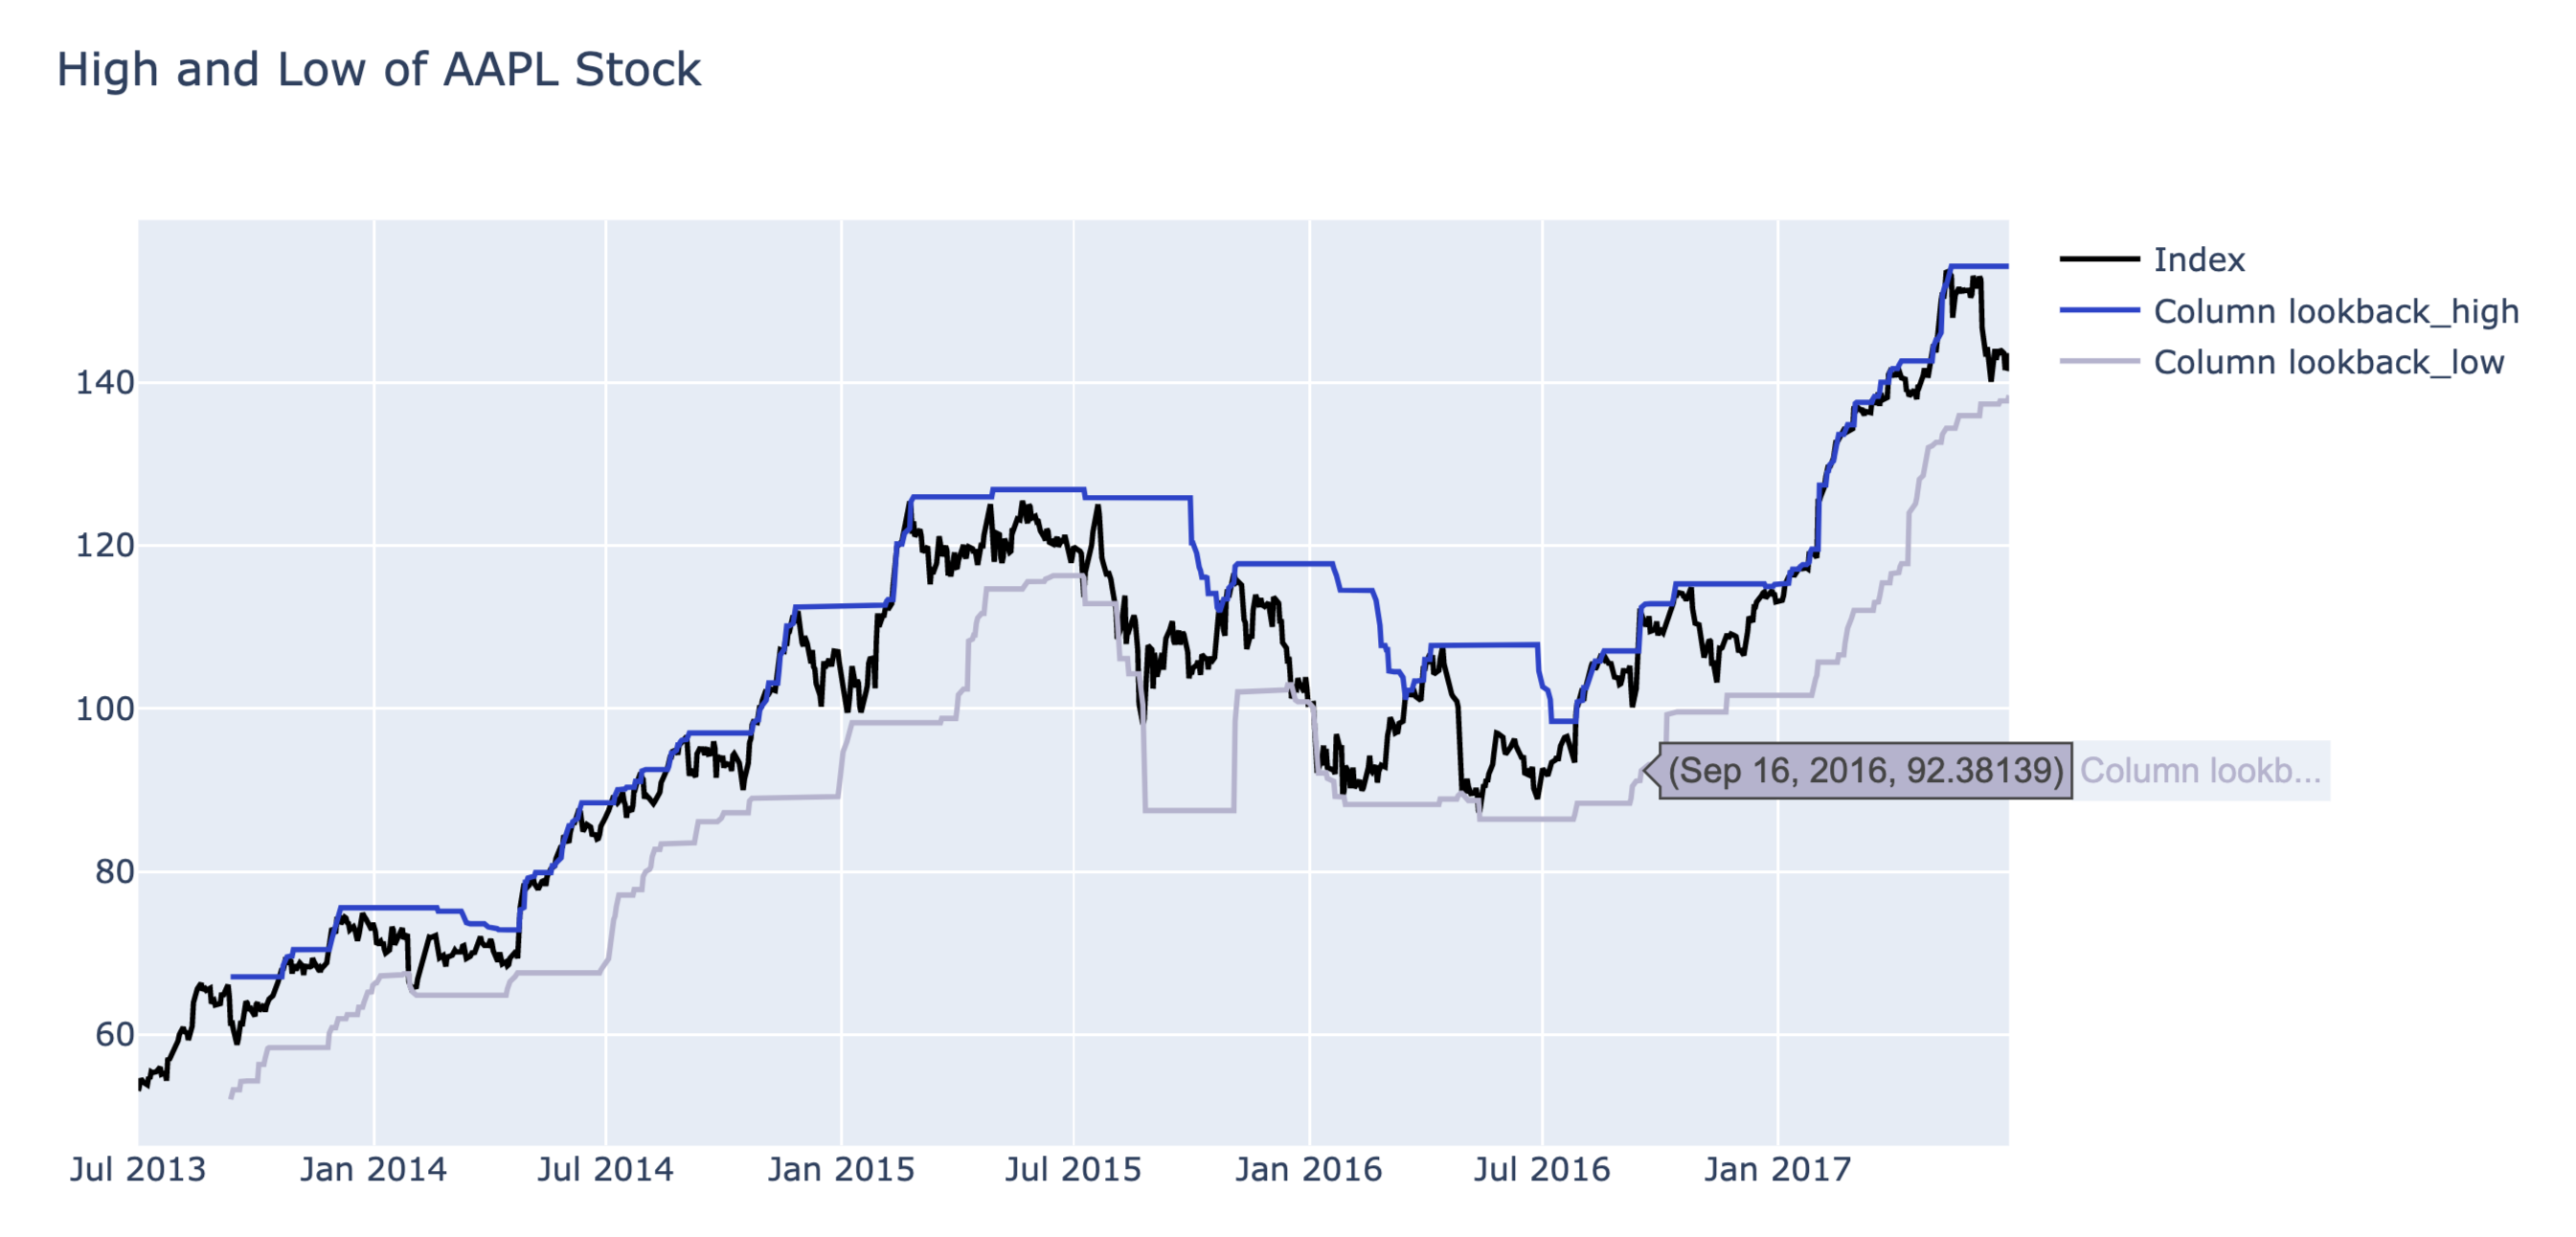 High and Low of AAPL Stock
Index
Column lookback_high
Column lookback_low
140
120
100
80
60
(Sep 16, 2016, 92.38139) Column lookb...
Jul 2013 Jan 2014 Jul 2014 Jan 2015 Jul 2015 Jan 2016 Jul 2016 Jan 2017